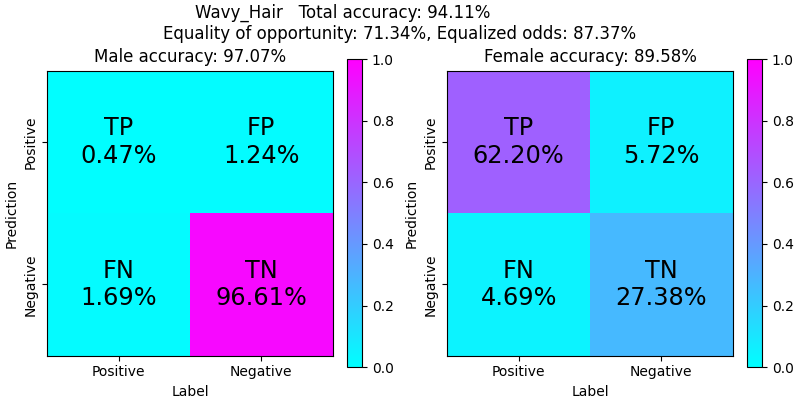 Wavy_Hair   Total accuracy: 94.11%
Equality of opportunity: 71.34%, Equalized odds: 87.37%
Male accuracy: 97.07%
Prediction
Positive
Negative
TP
0.47%
FP
1.24%
FN
1.69%
TN
96.61%
Positive
Negative
Label
1.0
0.8
0.6
0.4
0.2
0.0
Female accuracy: 89.58%
Prediction
Positive
Negative
TP
62.20%
FP
5.72%
FN
4.69%
TN
27.38%
Positive
Negative
Label
1.0
0.8
0.6
0.4
0.2
0.0